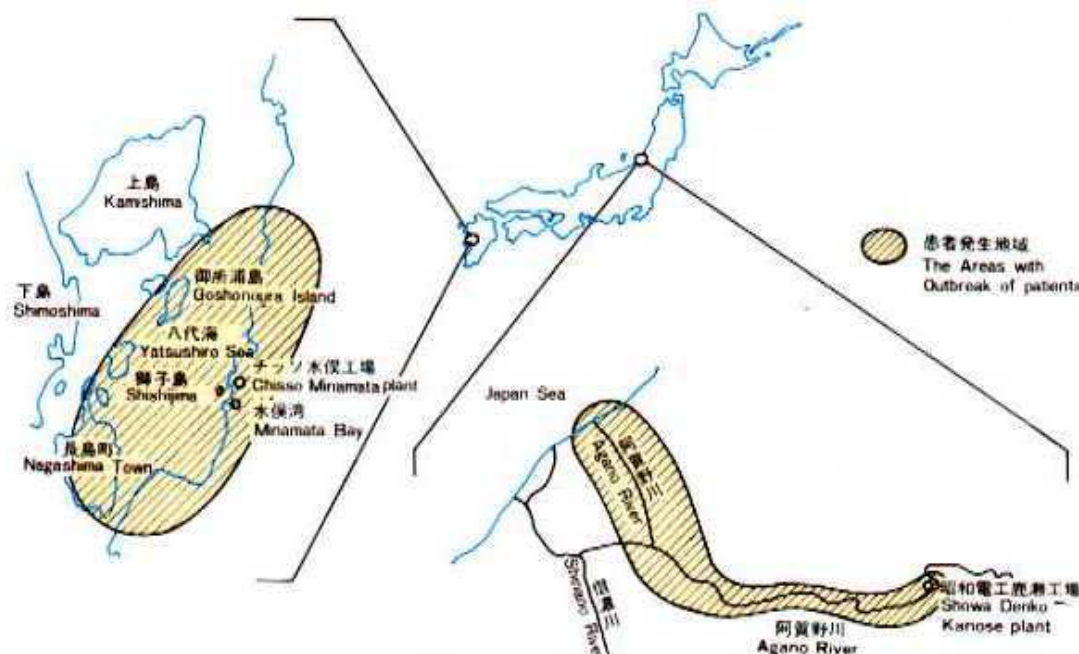 上島
Kamishima
御所浦島
Goshonoura Island
下島
Shimoshima
八代海
Yatsushiro Sea
チッソ水俣工場
Chisso Minamata plant
獅子島
Shishijima
水俣湾
Minamata Bay
長島町
Nagashima Town
患者発生地域
The Areas with
Outbreak of patients
Japan Sea
阿賀野川
Agano River
信濃川
Shinano River
昭和電工鹿瀬工場
Showa Denko
Kanose plant
阿賀野川
Agano River